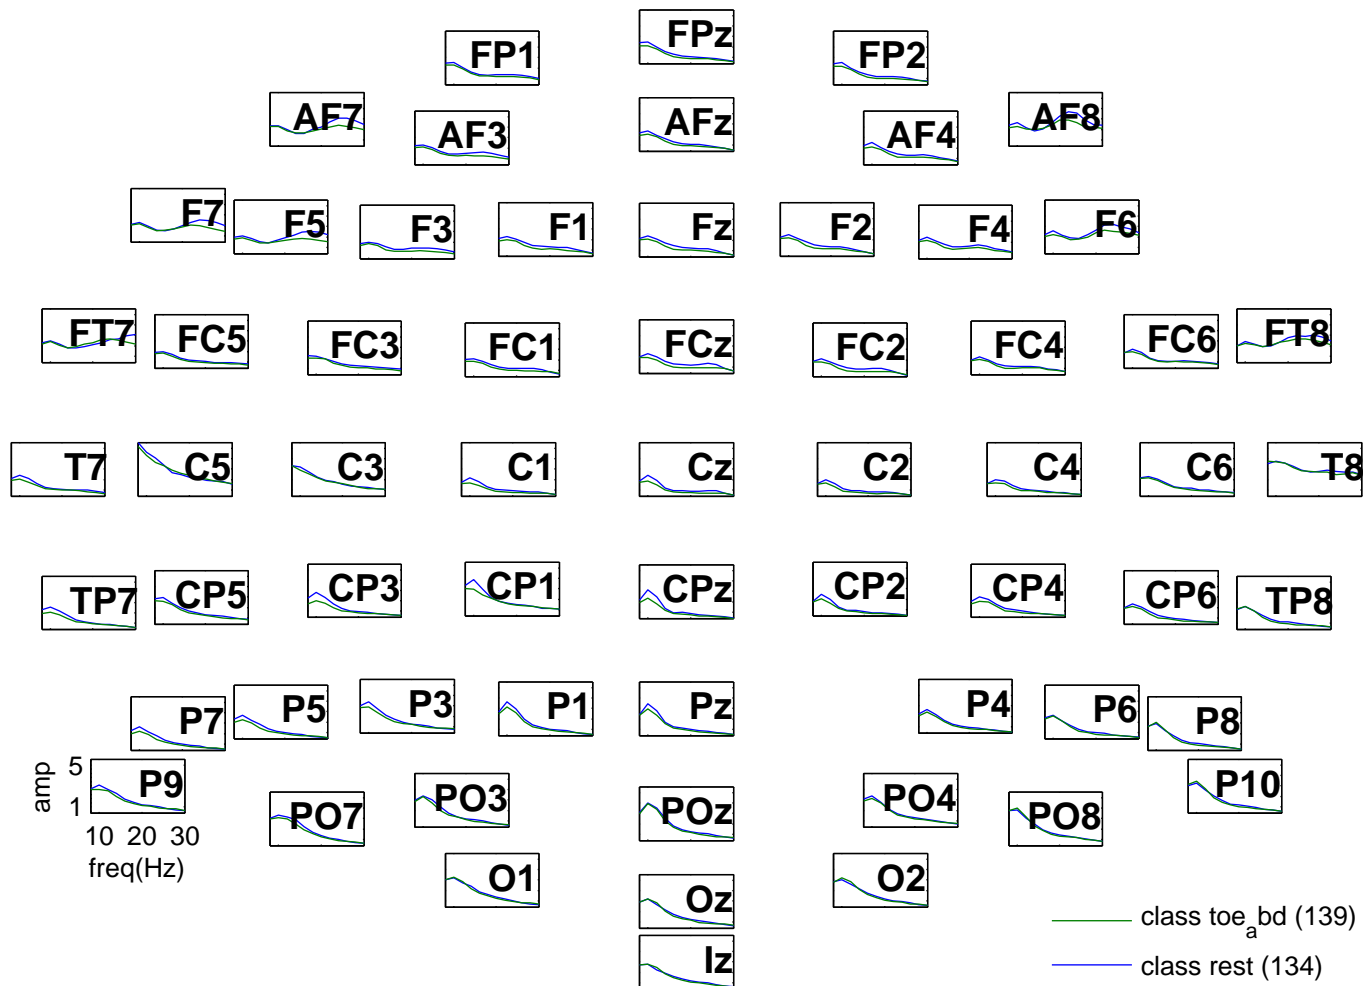 FPz
FP1 FP2
AF7 AF3 AFz AF4 AF8
F7 F5 F3 F1 Fz F2 F4 F6
FT7 FC5 FC3 FC1 FCz FC2 FC4 FC6 FT8
T7 C5 C3 C1 Cz C2 C4 C6 T8
TP7 CP5 CP3 CP1 CPz CP2 CP4 CP6 TP8
P7 P5 P3 P1 Pz P4 P6 P8
amp 5 1 P9 PO7 PO3 POz PO4 PO8 P10
10 20 30
freq(Hz)
O1 Oz O2
class toe_abd (139)
Iz
class rest (134)